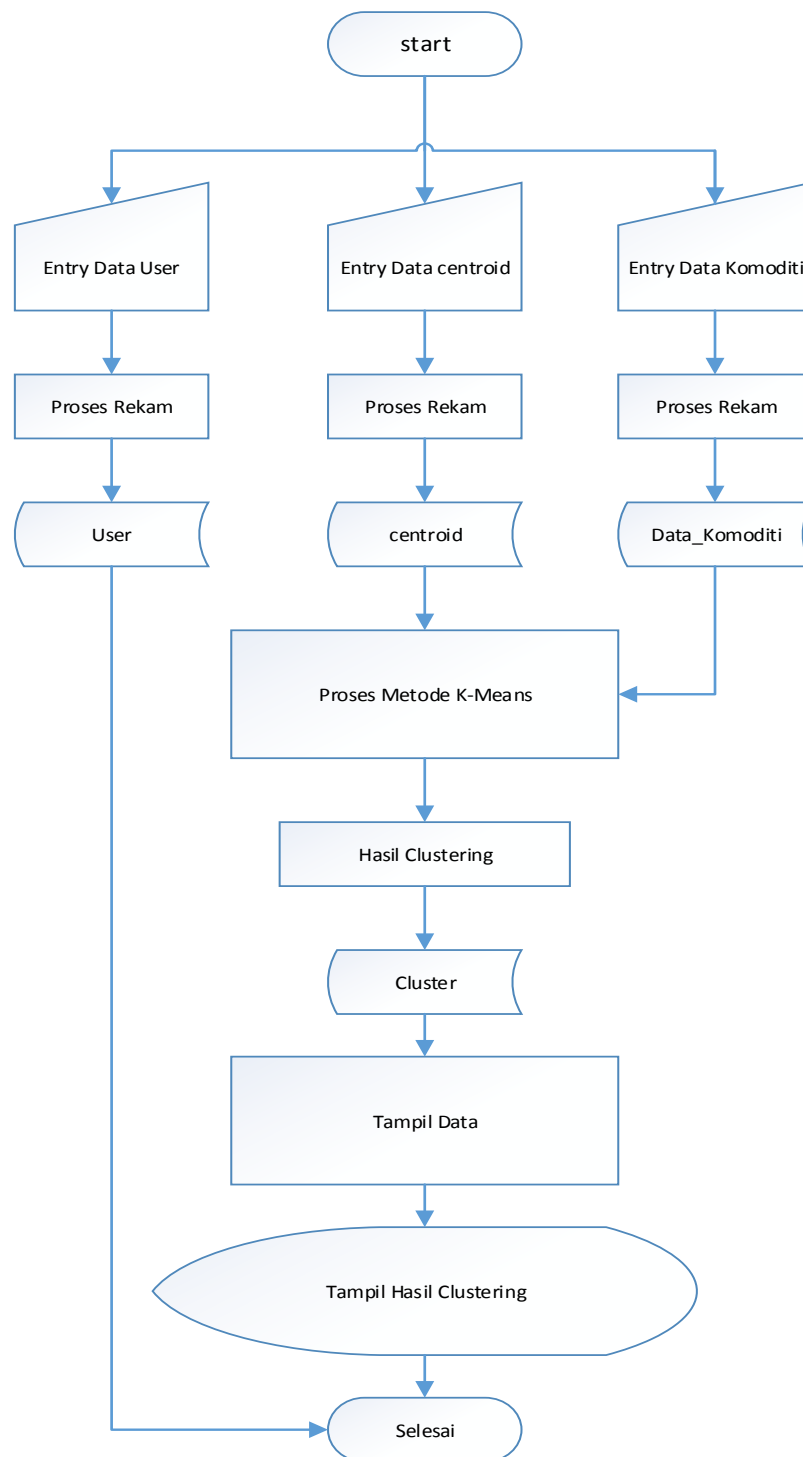 start
Entry Data User
Entry Data centroid
Entry Data Komoditi
Proses Rekam
Proses Rekam
Proses Rekam
User
centroid
Data_Komoditi
Proses Metode K-Means
Hasil Clustering
Cluster
Tampil Data
Tampil Hasil Clustering
Selesai